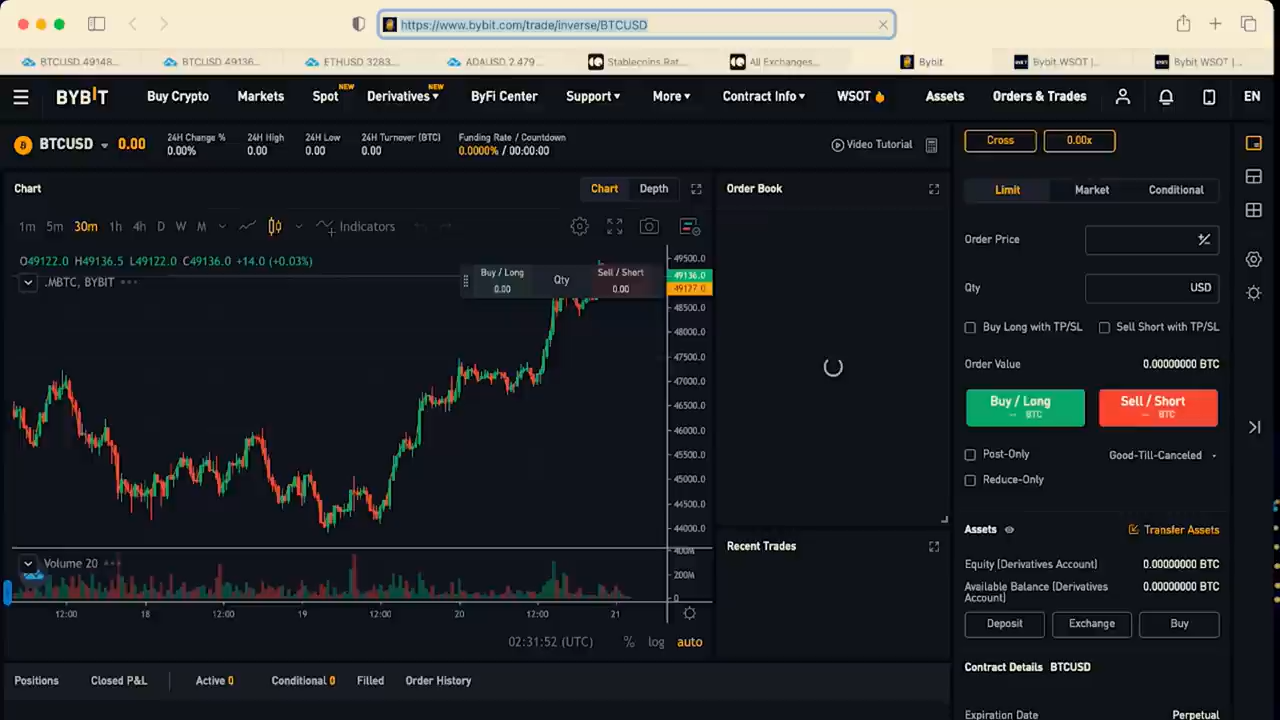 https://www.bybit.com/trade/inverse/BTCUSD
BTCUSD 49148...
BTCUSD 49136...
ETHUSD 3283...
ADAUSD 2.479...
Stablecoins Rat...
All Exchanges...
Bybit
Bybit WSOT |...
Bybit WSOT |...
BYBIT
Buy Crypto
Markets
Spot
NEW
Derivatives
NEW
ByFi Center
Support
More
Contract Info
WSOT
Assets
Orders & Trades
EN
BTCUSD
0.00
24H Change %
0.00%
24H High
0.00
24H Low
0.00
24H Turnover (BTC)
0.00
Funding Rate / Countdown
0.0000% / 00:00:00
Video Tutorial
Chart
Chart
Depth
1m 5m 30m 1h 4h D W M
Indicators
O49122.0 H49136.5 L49122.0 C49136.0 +14.0 (+0.03%)
.MBTC, BYBIT
Buy / Long
0.00
Qty
Sell / Short
0.00
49500.0
49136.0
49127.0
48500.0
48000.0
47500.0
47000.0
46500.0
46000.0
45500.0
45000.0
44500.0
44000.0
Volume 20
400M
200M
0
12:00
18
12:00
19
12:00
20
12:00
21
02:31:52 (UTC)
%
log
auto
Order Book
Recent Trades
Cross
0.00x
Limit
Market
Conditional
Order Price
Qty
USD
Buy Long with TP/SL
Sell Short with TP/SL
Order Value
0.00000000 BTC
Buy / Long
-- BTC
Sell / Short
-- BTC
Post-Only
Good-Till-Canceled
Reduce-Only
Assets
Transfer Assets
Equity (Derivatives Account)
0.00000000 BTC
Available Balance (Derivatives
Account)
0.00000000 BTC
Deposit
Exchange
Buy
Contract Details BTCUSD
Expiration Date
Perpetual
Positions
Closed P&L
Active 0
Conditional 0
Filled
Order History